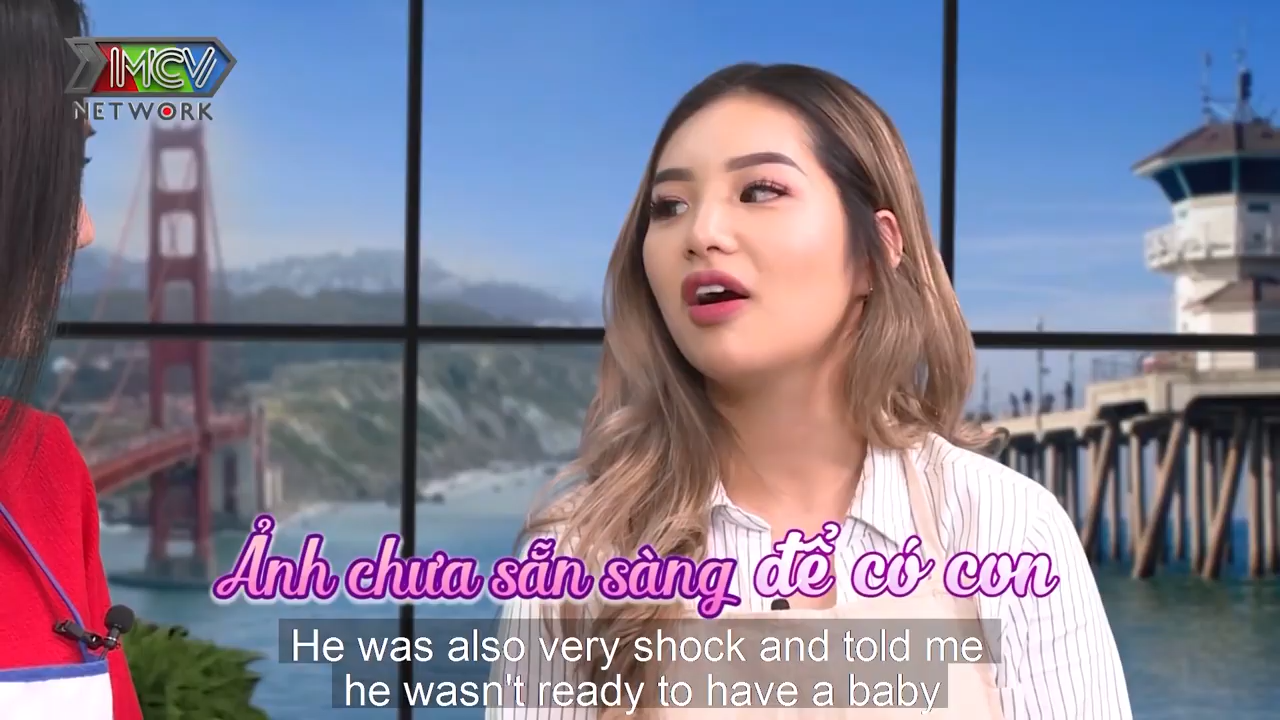 MCV
NETWORK
Ảnh chưa sẵn sàng để có con
He was also very shock and told me
he wasn't ready to have a baby